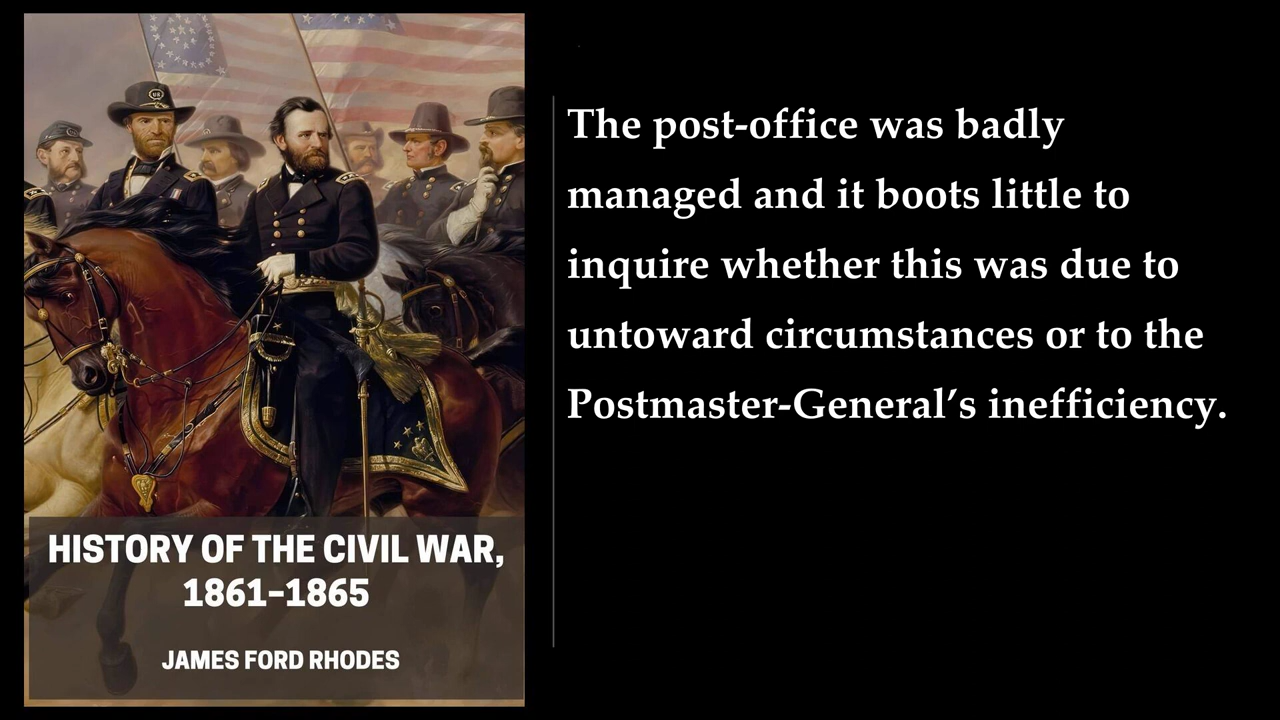 HISTORY OF THE CIVIL WAR,
1861–1865
JAMES FORD RHODES
The post-office was badly
managed and it boots little to
inquire whether this was due to
untoward circumstances or to the
Postmaster-General’s inefficiency.